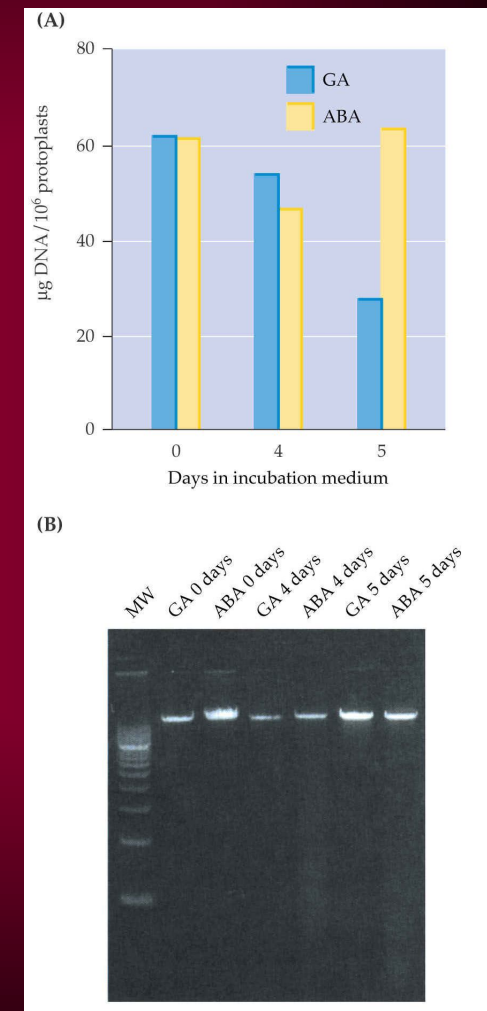 (A)
80
60
40
20
0
µg DNA/10⁶ protoplasts
GA
ABA
0 4 5
Days in incubation medium
(B)
MW
GA 0 days
ABA 0 days
GA 4 days
ABA 4 days
GA 5 days
ABA 5 days